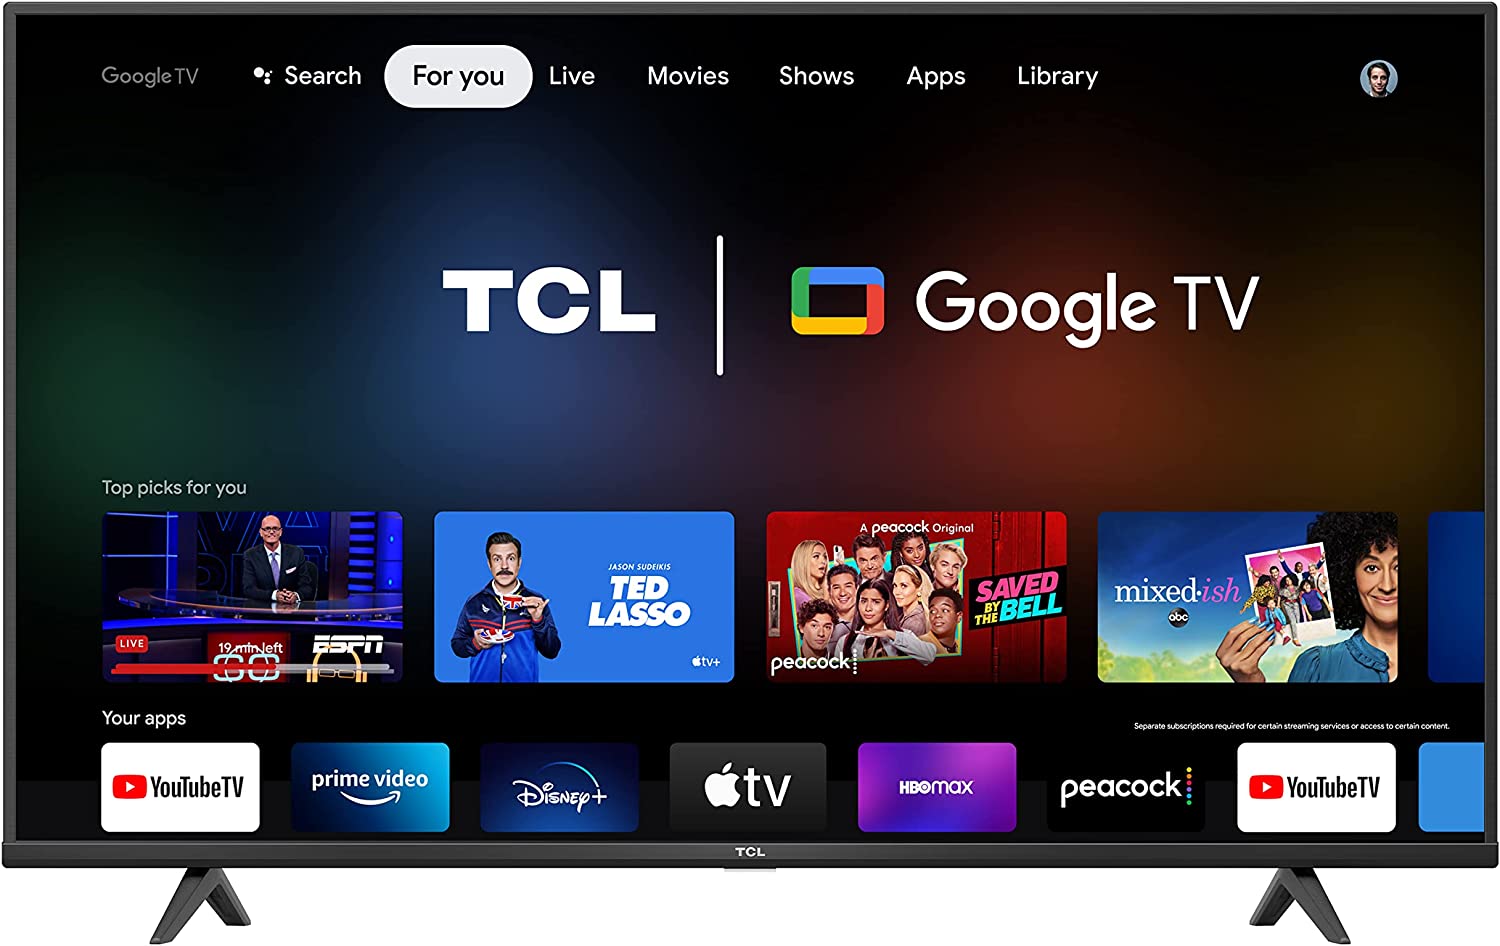 Google TV
Search
For you
Live
Movies
Shows
Apps
Library
TCL
Google TV
Top picks for you
LIVE
19 min left
ESPN
JASON SUDEIKIS
TED
LASSO
tv+
A peacock Original
SAVED
BY THE BELL
peacock
mixed-ish
abc
Your apps
Separate subscriptions required for certain streaming services or access to certain content.
YouTubeTV
prime video
Disney+
tv
HBOmax
peacock
YouTubeTV
TCL